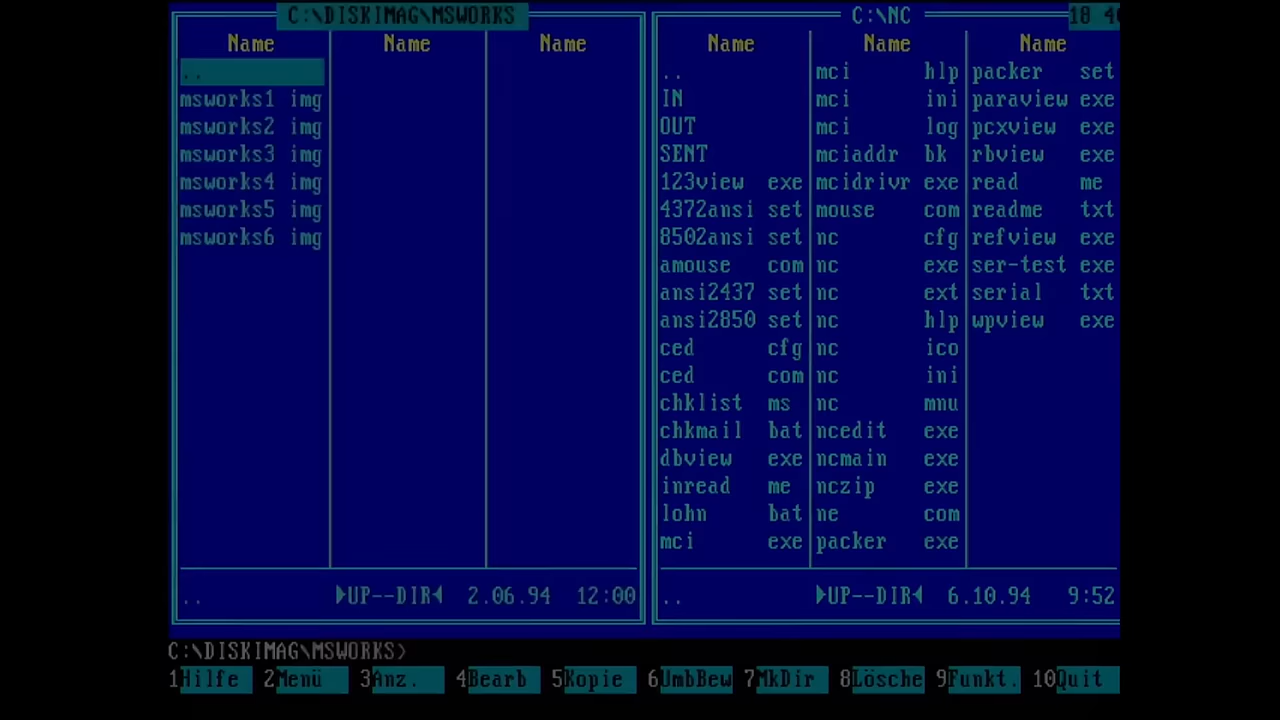 C:\DISKIMAG\MSWORKS C:\NC 18 4
Name Name Name Name Name Name
.. .. mci hlp packer set
msworks1 img IN mci ini paraview exe
msworks2 img OUT mci log pcxview exe
msworks3 img SENT mciaddr bk rbview exe
msworks4 img 123view exe mcidrivr exe read me
msworks5 img 4372ansi set mouse com readme txt
msworks6 img 8502ansi set nc cfg refview exe
amouse com nc exe ser-test exe
ansi2437 set nc ext serial txt
ansi2850 set nc hlp wpview exe
ced cfg nc ico
ced com nc ini
chklist ms nc mnu
chkmail bat ncedit exe
dbview exe ncmain exe
inread me nczip exe
lohn bat ne com
mci exe packer exe
.. ►UP--DIR◄ 2.06.94 12:00 .. ►UP--DIR◄ 6.10.94 9:52
C:\DISKIMAG\MSWORKS>
1Hilfe 2Menü 3Anz. 4Bearb 5Kopie 6UmbBew 7MkDir 8Lösche 9Funkt. 10Quit